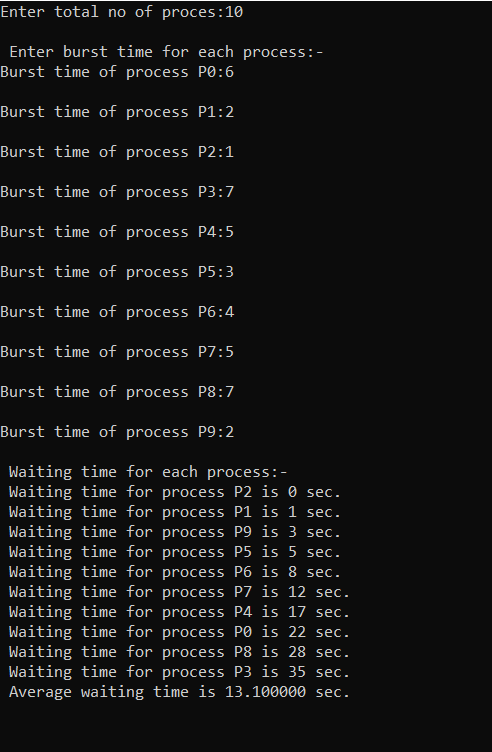 Enter total no of proces:10
Enter burst time for each process:-
Burst time of process P0:6
Burst time of process P1:2
Burst time of process P2:1
Burst time of process P3:7
Burst time of process P4:5
Burst time of process P5:3
Burst time of process P6:4
Burst time of process P7:5
Burst time of process P8:7
Burst time of process P9:2
Waiting time for each process:-
Waiting time for process P2 is 0 sec.
Waiting time for process P1 is 1 sec.
Waiting time for process P9 is 3 sec.
Waiting time for process P5 is 5 sec.
Waiting time for process P6 is 8 sec.
Waiting time for process P7 is 12 sec.
Waiting time for process P4 is 17 sec.
Waiting time for process P0 is 22 sec.
Waiting time for process P8 is 28 sec.
Waiting time for process P3 is 35 sec.
Average waiting time is 13.100000 sec.